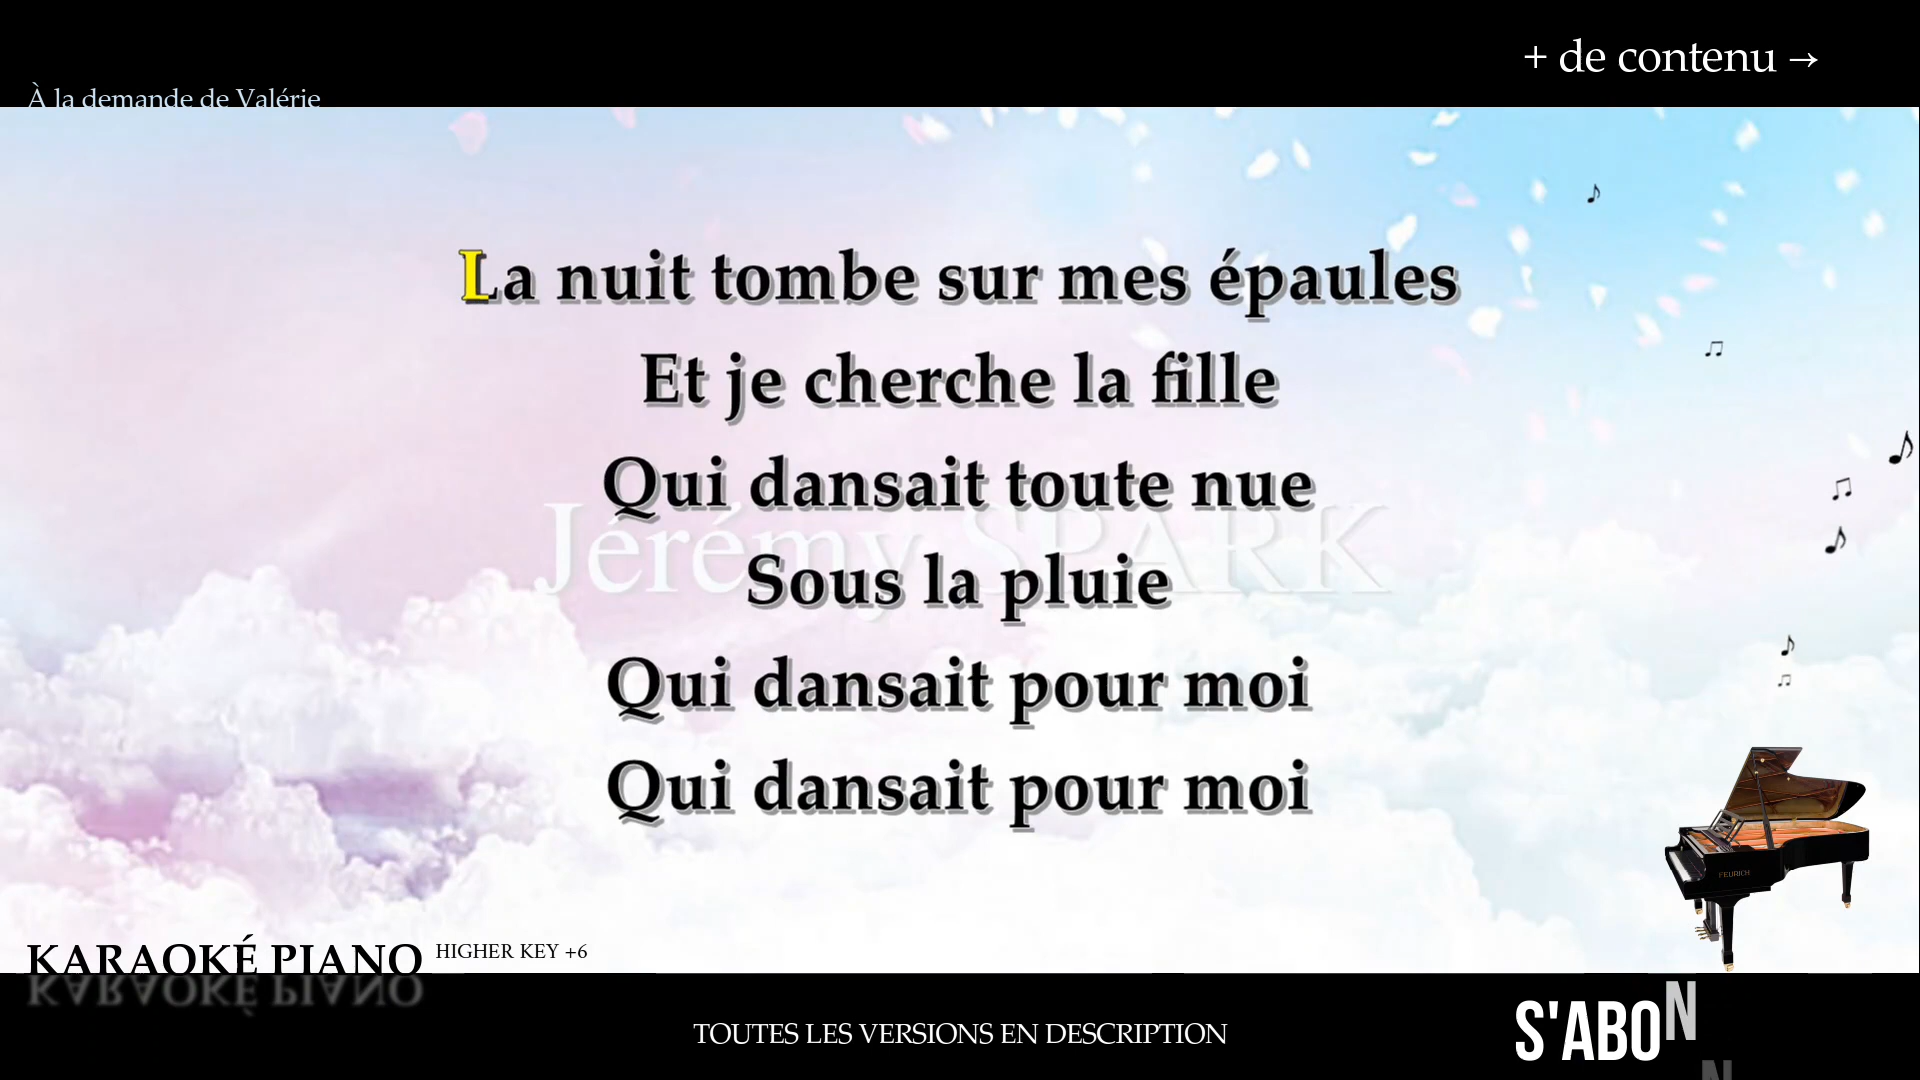 + de contenu →
À la demande de Valérie
La nuit tombe sur mes épaules
Et je cherche la fille
Qui dansait toute nue
Jérémy SPARK
Sous la pluie
Qui dansait pour moi
Qui dansait pour moi
FEURICH
KARAOKÉ PIANO HIGHER KEY +6
TOUTES LES VERSIONS EN DESCRIPTION
S'ABON
N